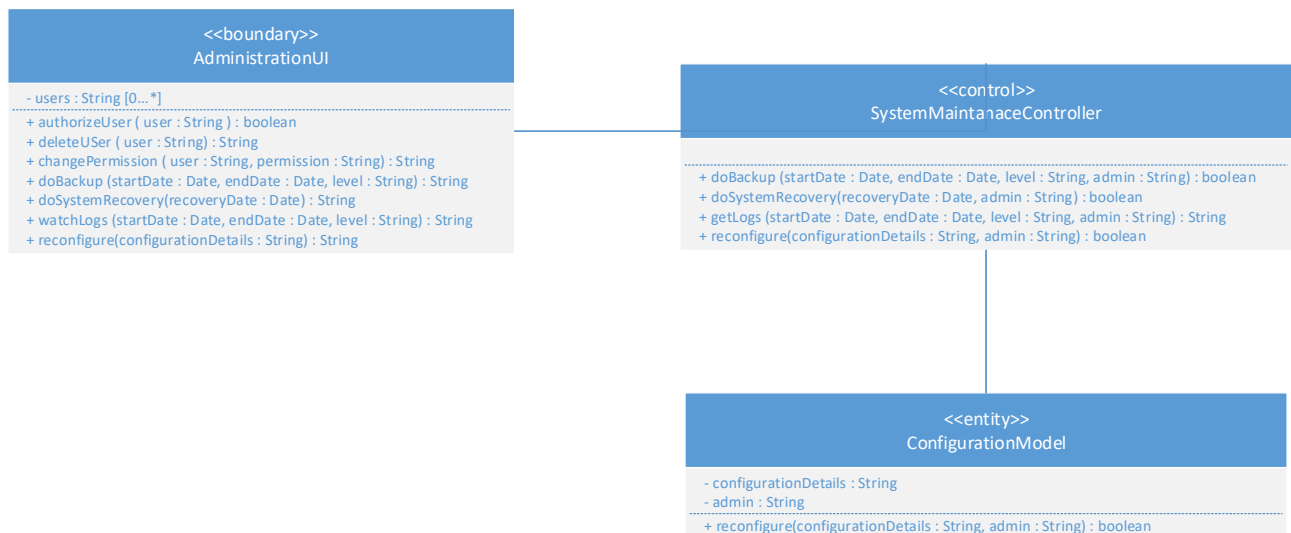 <<boundary>>
AdministrationUI
- users : String [0...*]
+ authorizeUser ( user : String ) : boolean
+ deleteUSer ( user : String) : String
+ changePermission ( user : String, permission : String) : String
+ doBackup (startDate : Date, endDate : Date, level : String) : String
+ doSystemRecovery(recoveryDate : Date) : String
+ watchLogs (startDate : Date, endDate : Date, level : String) : String
+ reconfigure(configurationDetails : String) : String
<<control>>
SystemMaintanaceController
+ doBackup (startDate : Date, endDate : Date, level : String, admin : String) : boolean
+ doSystemRecovery(recoveryDate : Date, admin : String) : boolean
+ getLogs (startDate : Date, endDate : Date, level : String, admin : String) : String
+ reconfigure(configurationDetails : String, admin : String) : boolean
<<entity>>
ConfigurationModel
- configurationDetails : String
- admin : String
+ reconfigure(configurationDetails : String, admin : String) : boolean